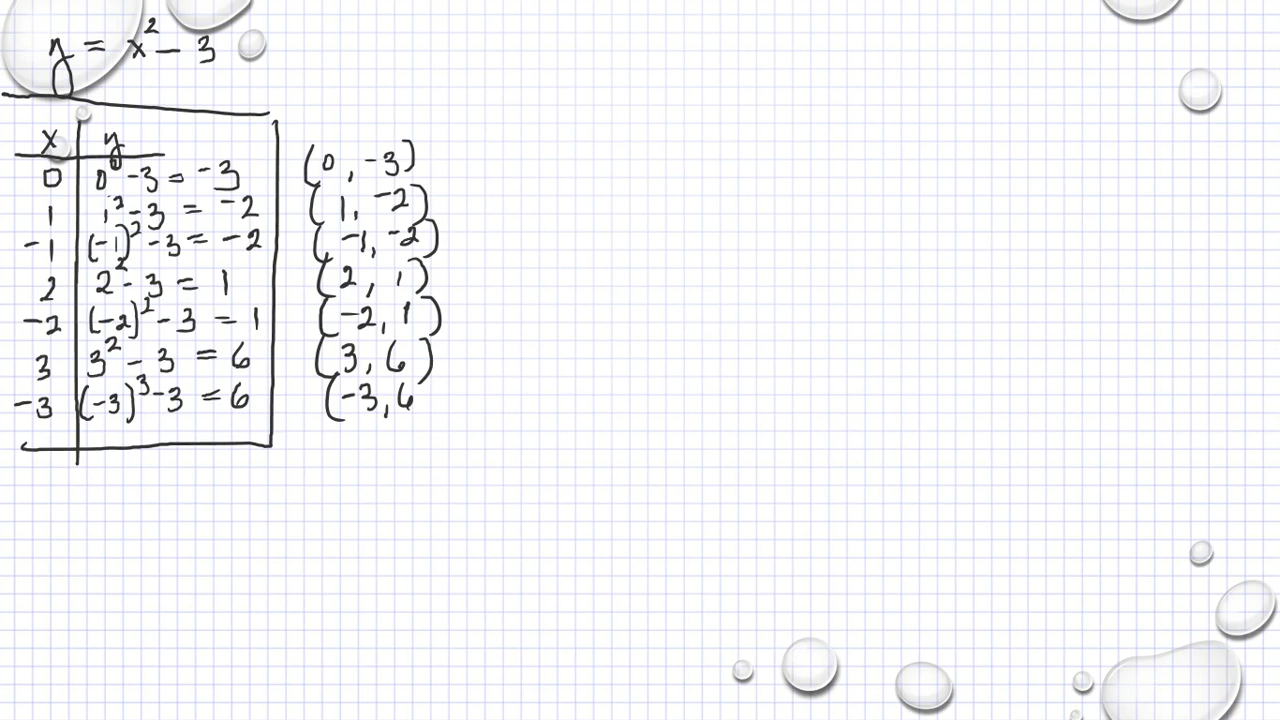 y = x² - 3
x y
0 0² - 3 = -3 (0, -3)
1 1² - 3 = -2 (1, -2)
-1 (-1)² - 3 = -2 (-1, -2)
2 2² - 3 = 1 (2, 1)
-2 (-2)² - 3 = 1 (-2, 1)
3 3² - 3 = 6 (3, 6)
-3 (-3)³ - 3 = 6 (-3, 6